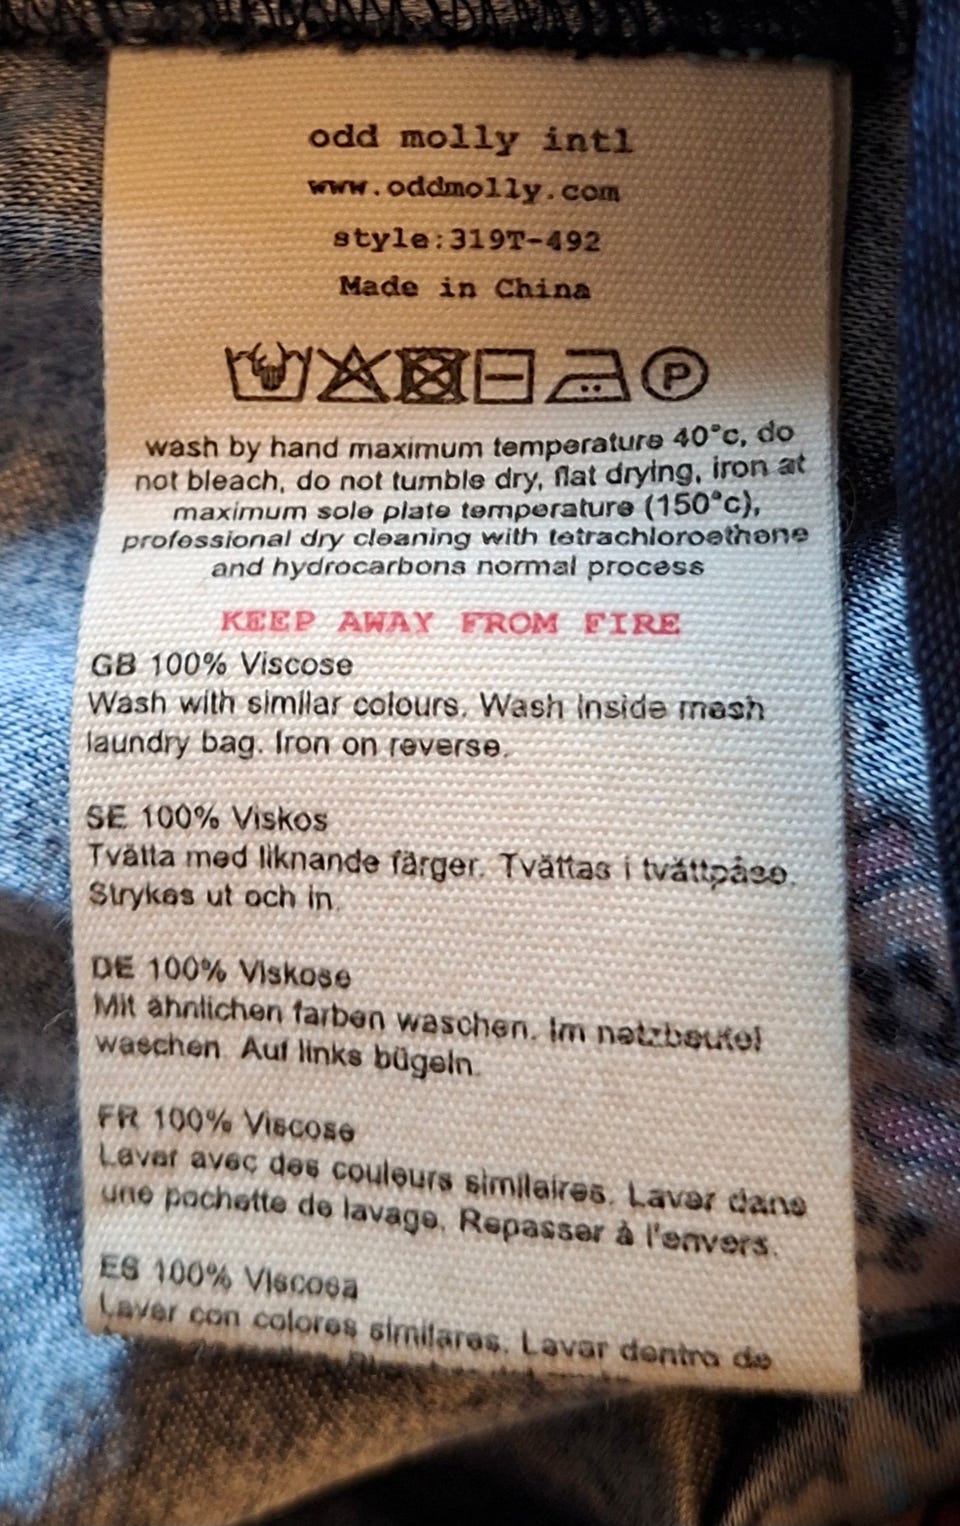 odd molly intl
www.oddmolly.com
style:319T-492
Made in China
P
wash by hand maximum temperature 40°c, do
not bleach, do not tumble dry, flat drying, iron at
maximum sole plate temperature (150°c),
professional dry cleaning with tetrachloroethene
and hydrocarbons normal process
KEEP AWAY FROM FIRE
GB 100% Viscose
Wash with similar colours. Wash inside mesh
laundry bag. Iron on reverse.
SE 100% Viskos
Tvätta med liknande färger. Tvättas i tvättpåse.
Strykes ut och in.
DE 100% Viskose
Mit ähnlichen farben waschen. Im netzbeutel
waschen. Auf links bügeln.
FR 100% Viscose
Laver avec des couleurs similaires. Laver dans
une pochette de lavage. Repasser à l'envers.
ES 100% Viscosa
Lavar con colores similares. Lavar dentro de